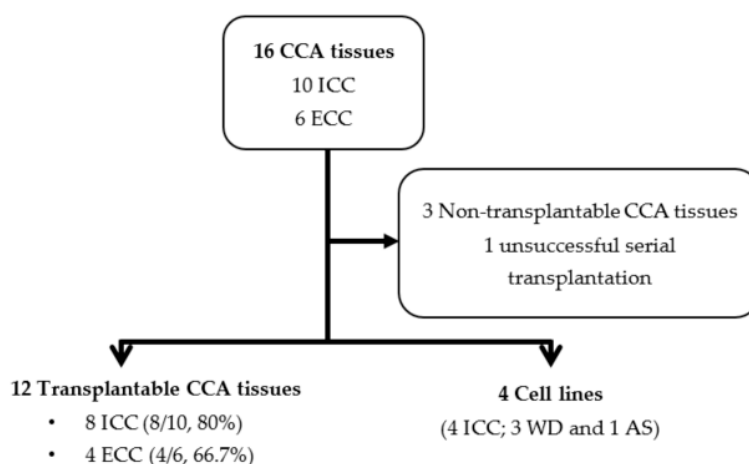 16 CCA tissues
10 ICC
6 ECC
3 Non-transplantable CCA tissues
1 unsuccessful serial
transplantation
12 Transplantable CCA tissues
• 8 ICC (8/10, 80%)
• 4 ECC (4/6, 66.7%)
4 Cell lines
(4 ICC; 3 WD and 1 AS)